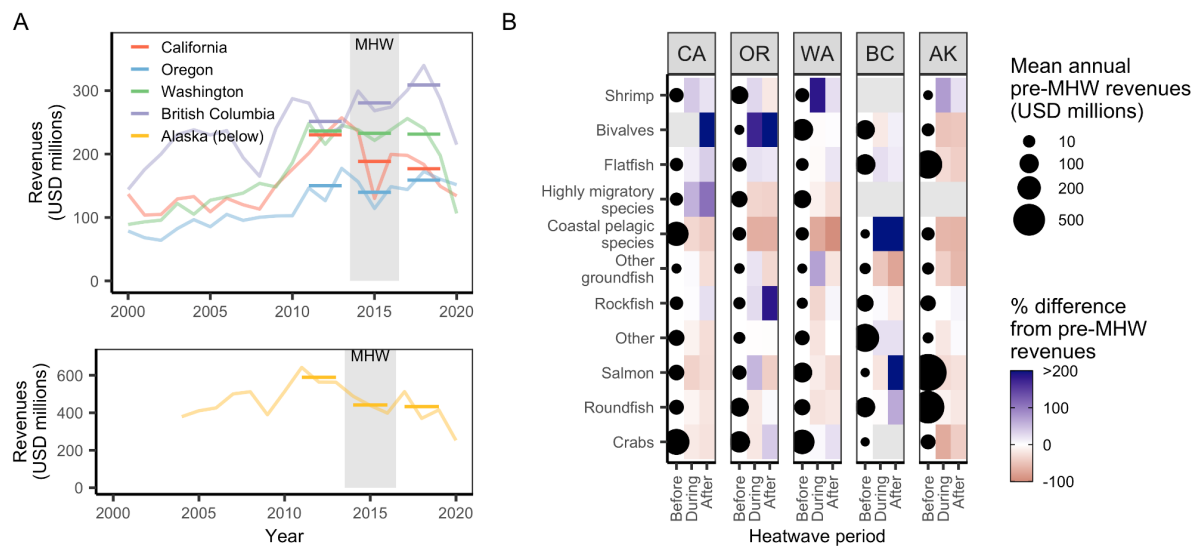 A
MHW
California
Oregon
Washington
British Columbia
Alaska (below)
Revenues
(USD millions)
300
200
100
0
2000
2005
2010
2015
2020
MHW
Revenues
(USD millions)
600
400
200
0
2000
2005
2010
2015
2020
Year
B
CA
OR
WA
BC
AK
Shrimp
Bivalves
Flatfish
Highly migratory
species
Coastal pelagic
species
Other
groundfish
Rockfish
Other
Salmon
Roundfish
Crabs
Before
During
After
Before
During
After
Before
During
After
Before
During
After
Before
During
After
Heatwave period
Mean annual
pre-MHW revenues
(USD millions)
10
100
200
500
% difference
from pre-MHW
revenues
>200
100
0
-100